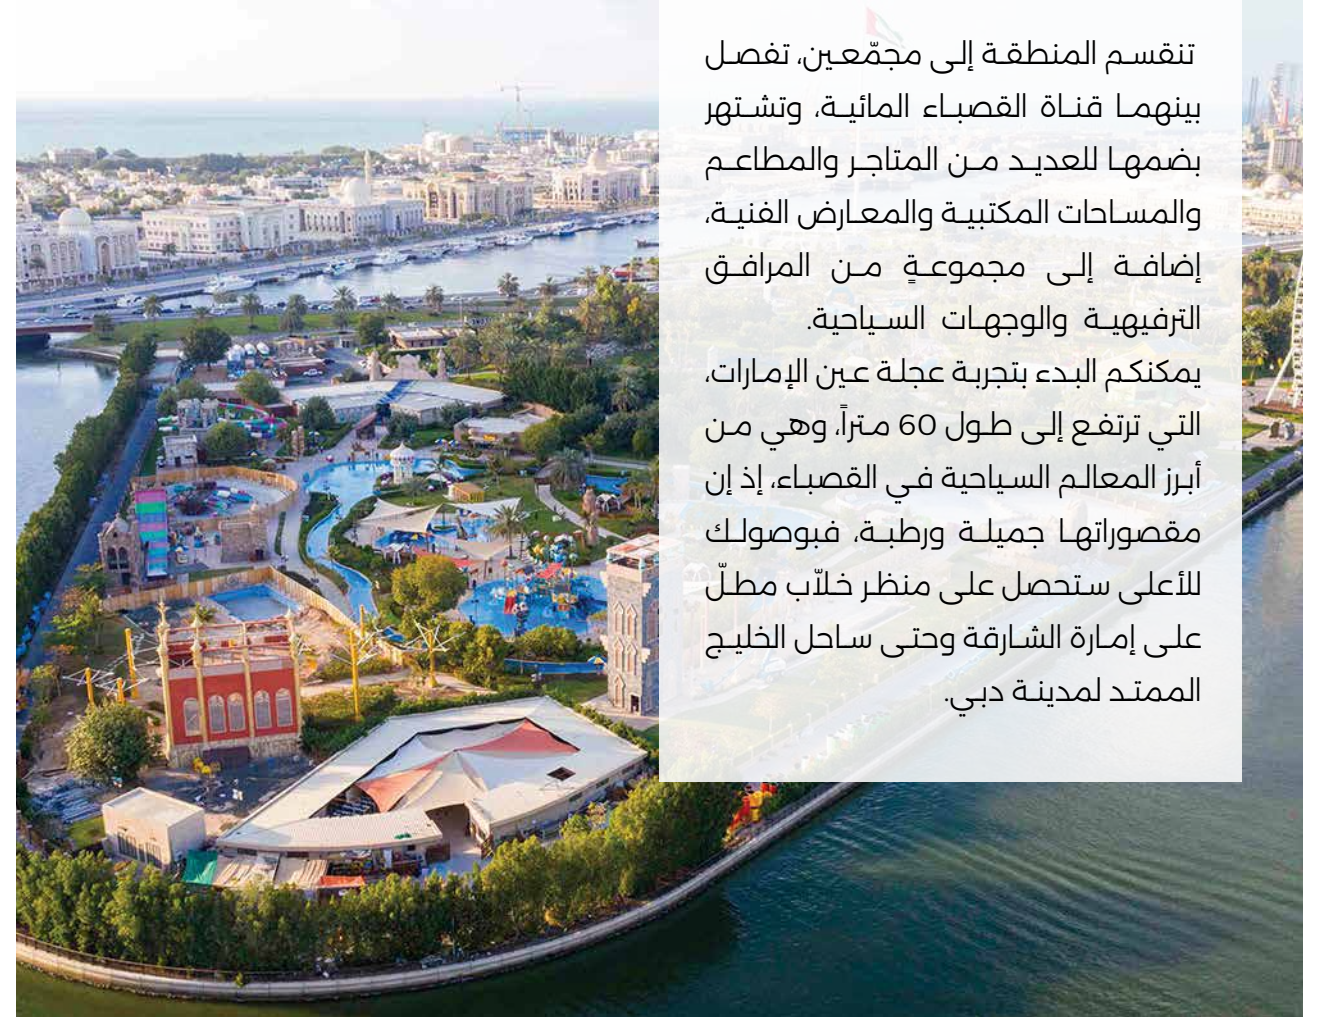 تنقسم المنطقة إلى مجمّعين، تفصل
بينهما قناة القصباء المائية، وتشتهر
بضمها للعديد من المتاجر والمطاعم
والمساحات المكتبية والمعارض الفنية،
إضافة إلى مجموعةٍ من المرافق
الترفيهية والوجهات السياحية.
يمكنكم البدء بتجربة عجلة عين الإمارات،
التي ترتفع إلى طول 60 متراً، وهي من
أبرز المعالم السياحية في القصباء، إذ إن
مقصوراتها جميلة ورطبة، فبوصولك
للأعلى ستحصل على منظر خلاّب مطلّ
على إمارة الشارقة وحتى ساحل الخليج
الممتد لمدينة دبي.